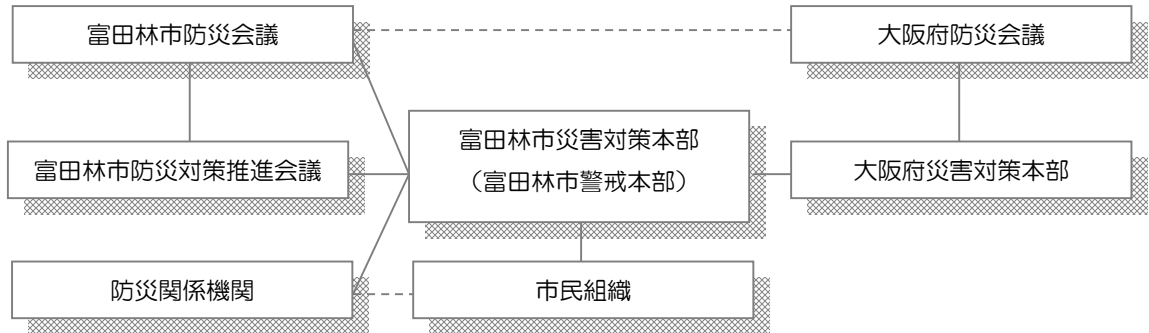 富田林市防災会議
大阪府防災会議
富田林市災害対策本部
（富田林市警戒本部）
富田林市防災対策推進会議
大阪府災害対策本部
防災関係機関
市民組織